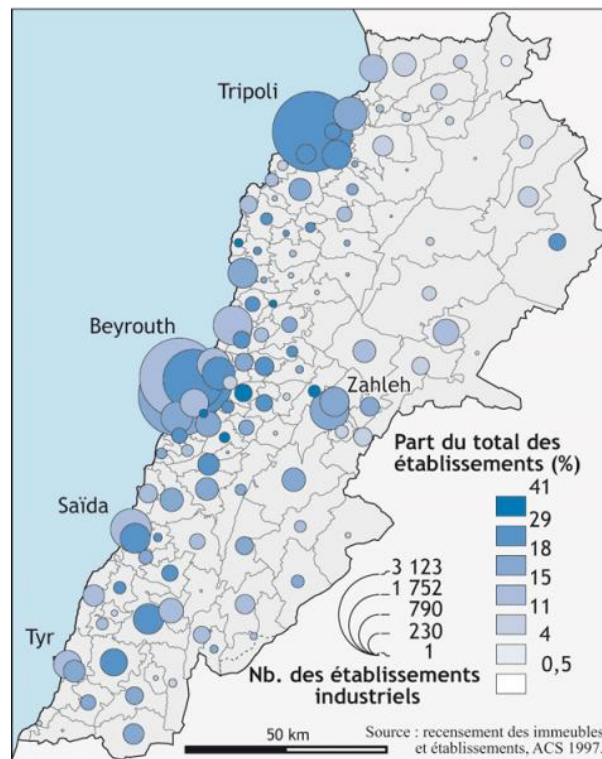 Tripoli
Beyrouth
Zahleh
Saïda
Tyr
Part du total des
établissements (%)
41
29
18
15
11
4
0,5
3 123
1 752
790
230
1
Nb. des établissements
industriels
50 km
Source : recensement des immeubles
et établissements, ACS 1997.